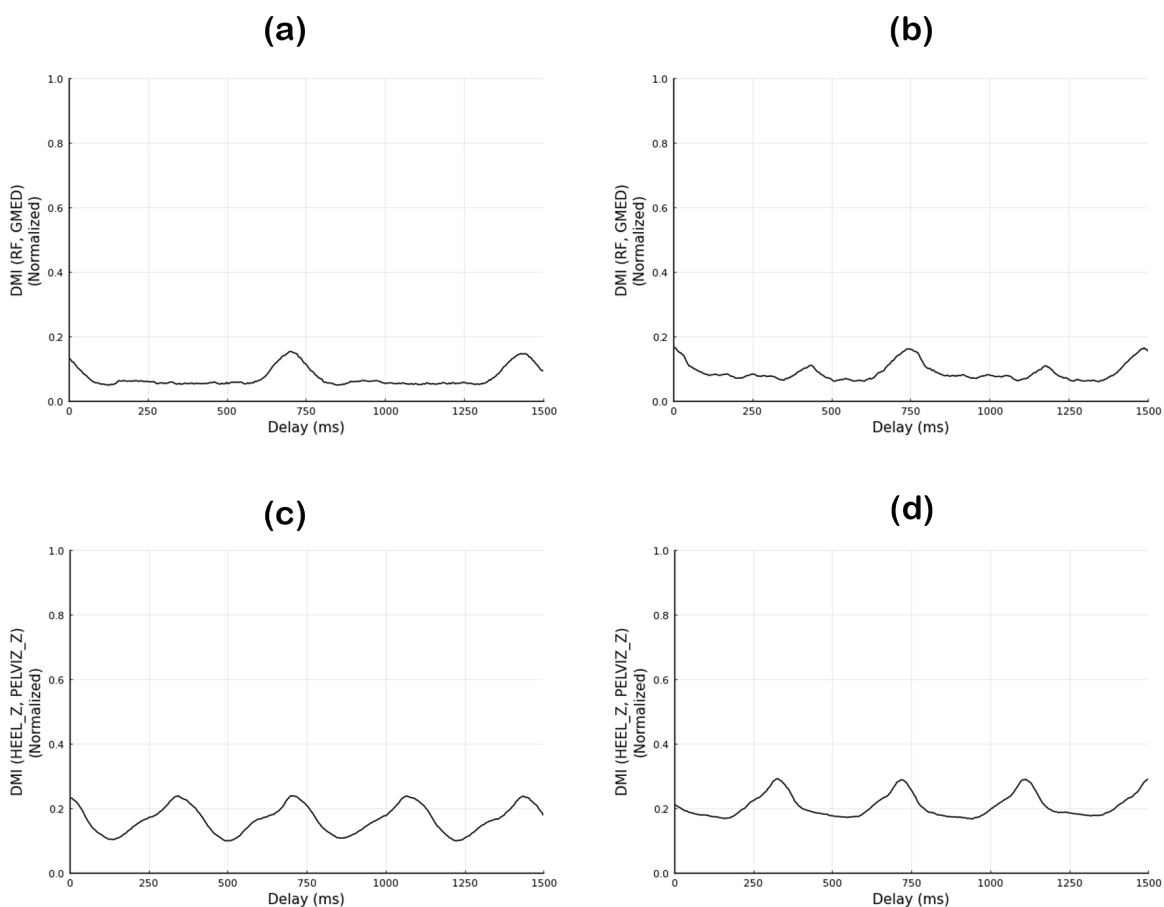 (a)
1.0
0.8
0.6
0.4
0.2
0.0
DMI (RF, GMED)
(Normalized)
0 250 500 750 1000 1250 1500
Delay (ms)
(b)
1.0
0.8
0.6
0.4
0.2
0.0
DMI (RF, GMED)
(Normalized)
0 250 500 750 1000 1250 1500
Delay (ms)
(c)
1.0
0.8
0.6
0.4
0.2
0.0
DMI (HEEL_Z, PELVIZ_Z)
(Normalized)
0 250 500 750 1000 1250 1500
Delay (ms)
(d)
1.0
0.8
0.6
0.4
0.2
0.0
DMI (HEEL_Z, PELVIZ_Z)
(Normalized)
0 250 500 750 1000 1250 1500
Delay (ms)